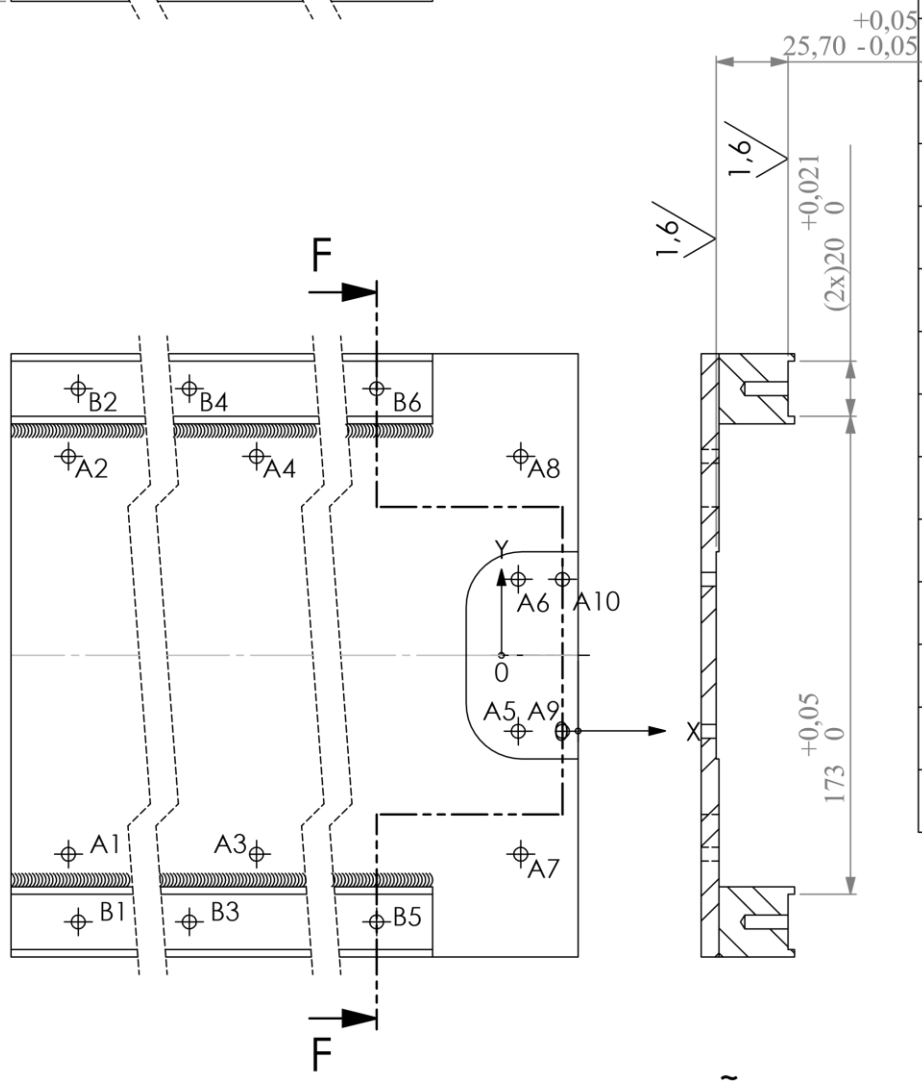 +0,05
25,70 -0,05
1,6
1,6
+0,021
(2x)20 0
F
B2 B4 B6
A2 A4 A8
Y
A6 A10
0
A5 A9
X
+0,05
173 0
A1 A3 A7
B1 B3 B5
F
~